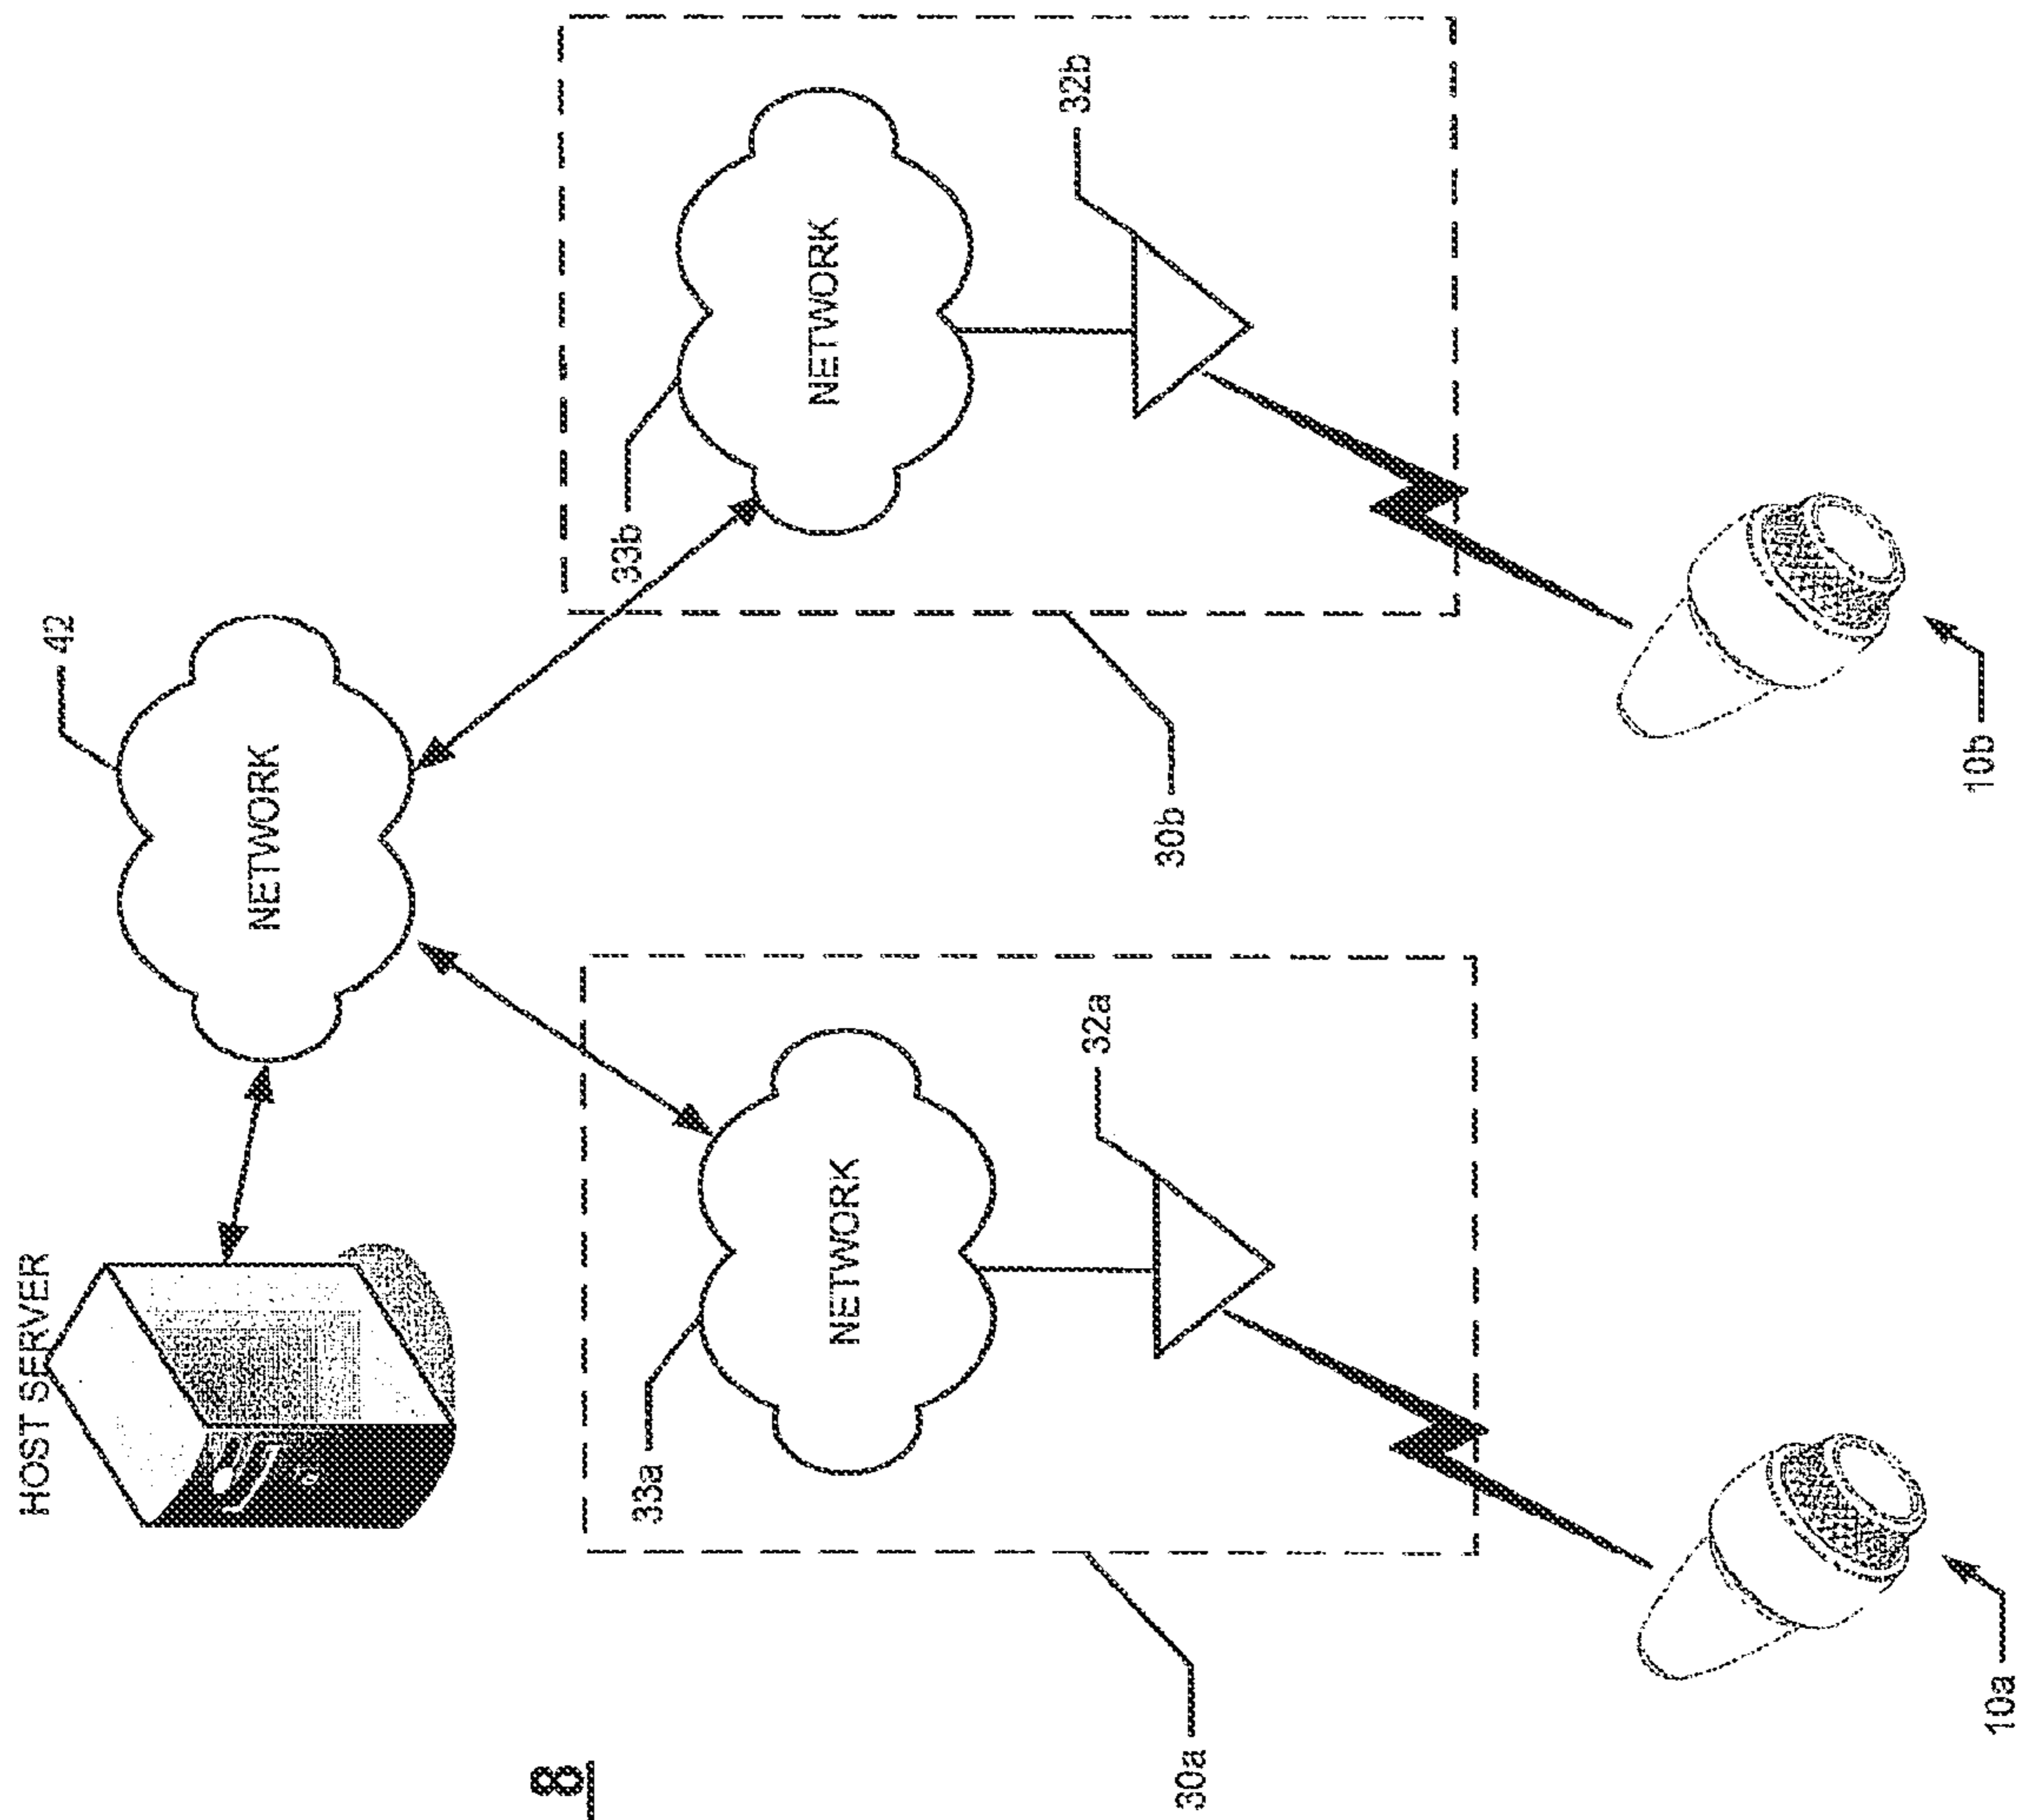 HOST SERVER
NETWORK
42
33a
NETWORK
32a
30a
10a
33b
NETWORK
32b
30b
10b
8